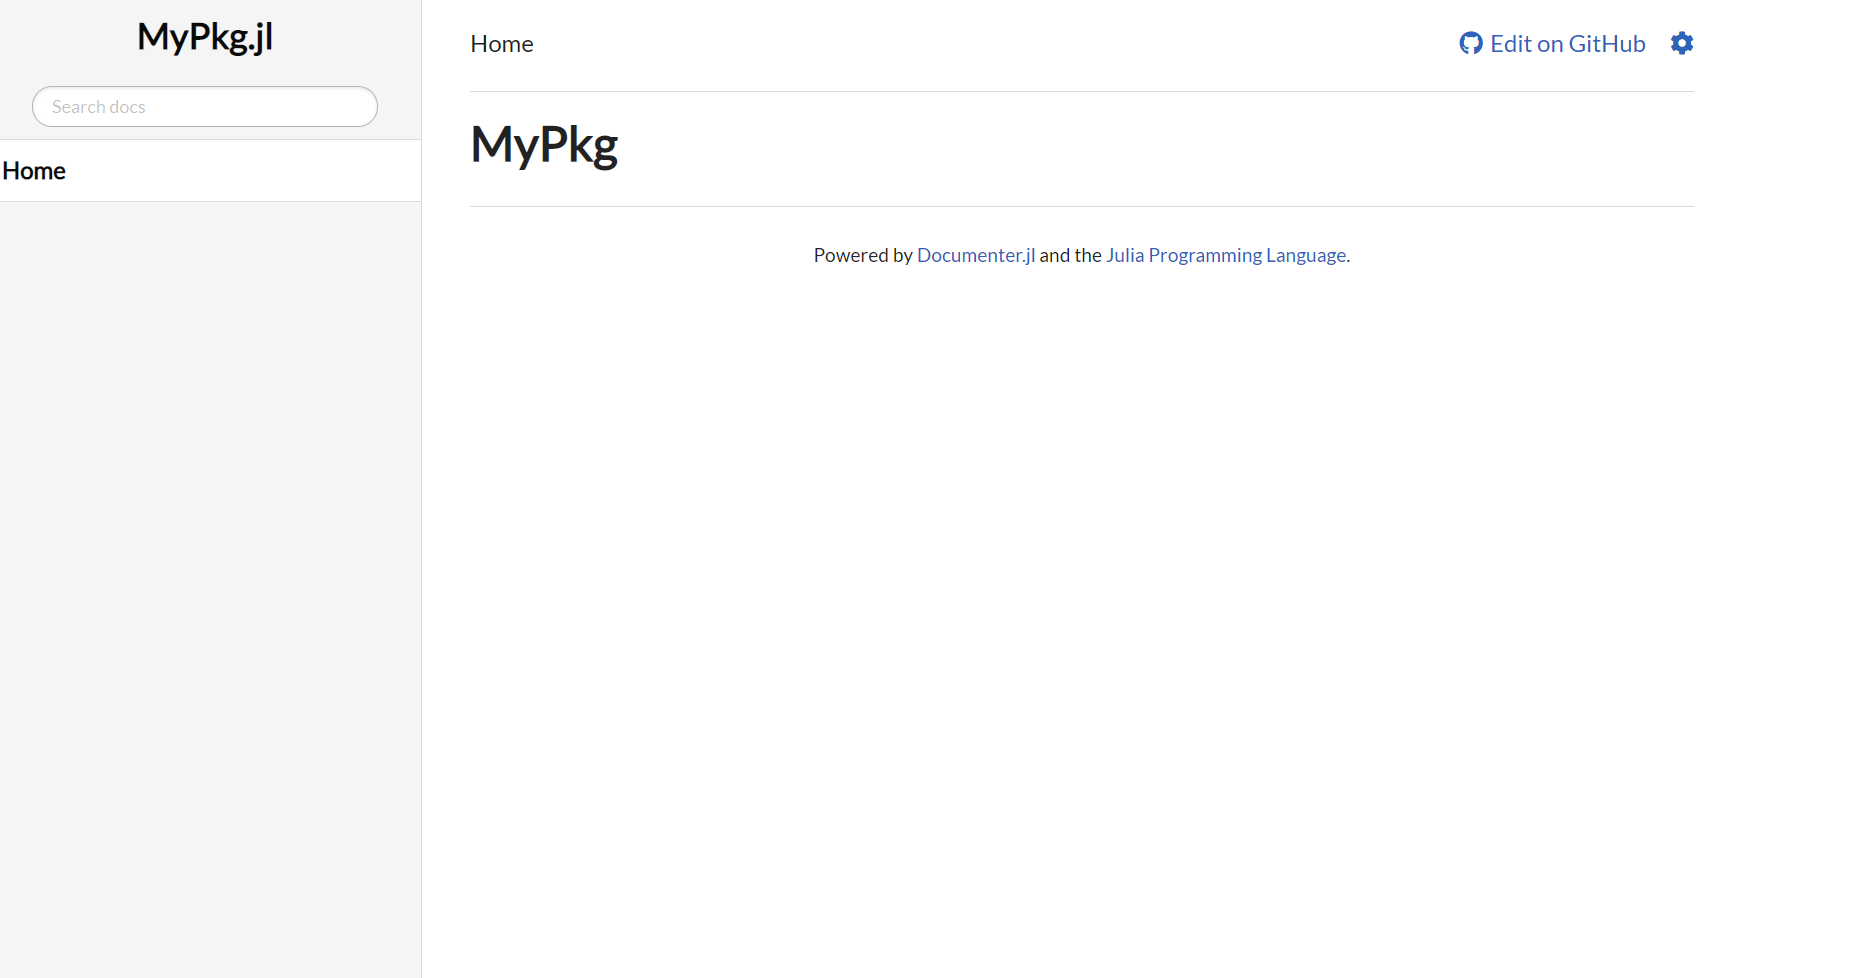 MyPkg.jl
Search docs
Home
Home
Edit on GitHub
MyPkg
Powered by Documenter.jl and the Julia Programming Language.